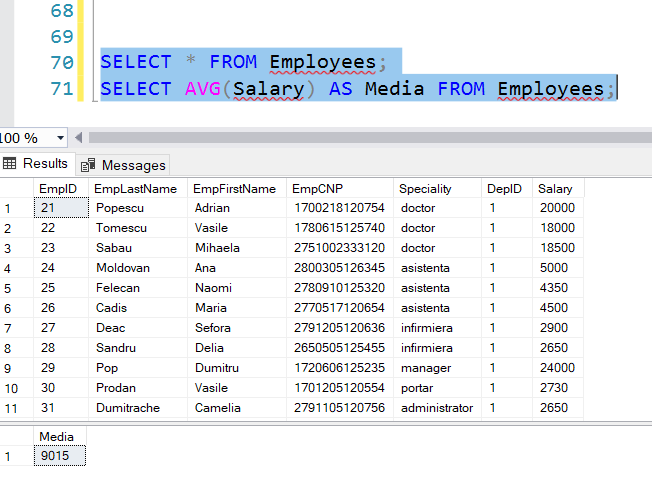 68
69
70 SELECT * FROM Employees;
71 SELECT AVG(Salary) AS Media FROM Employees;
100 %
Results Messages
EmpID EmpLastName EmpFirstName EmpCNP Speciality DepID Salary
1 21 Popescu Adrian 1700218120754 doctor 1 20000
2 22 Tomescu Vasile 1780615125740 doctor 1 18000
3 23 Sabau Mihaela 2751002333120 doctor 1 18500
4 24 Moldovan Ana 2800305126345 asistenta 1 5000
5 25 Felecan Naomi 2780910125320 asistenta 1 4350
6 26 Cadis Maria 2770517120654 asistenta 1 4500
7 27 Deac Sefora 2791205120636 infirmiera 1 2900
8 28 Sandru Delia 2650505125455 infirmiera 1 2650
9 29 Pop Dumitru 1720606125235 manager 1 24000
10 30 Prodan Vasile 1701205120554 portar 1 2730
11 31 Dumitrache Camelia 2791105120756 administrator 1 2650
Media
1 9015